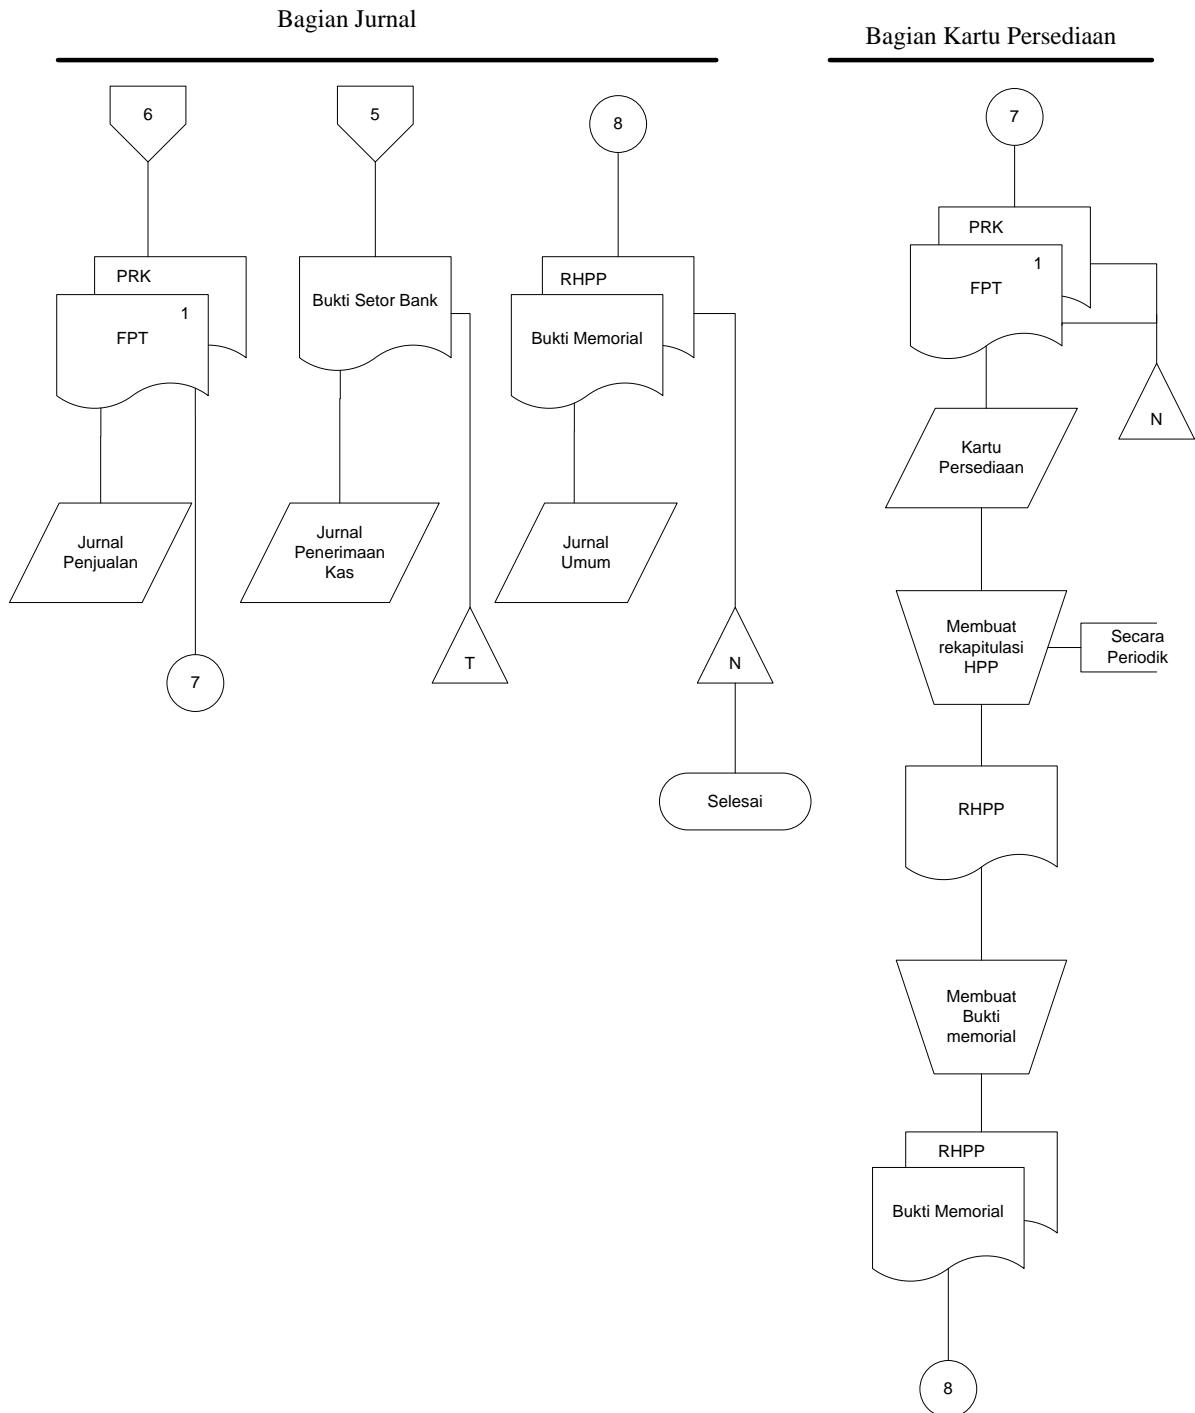 Bagian Jurnal
6
5
8
PRK
1
FPT
Bukti Setor Bank
RHPP
Bukti Memorial
Jurnal
Penjualan
Jurnal
Penerimaan
Kas
Jurnal
Umum
7
T
N
Selesai
Bagian Kartu Persediaan
7
PRK
1
FPT
N
Kartu
Persediaan
Membuat
rekapitulasi
HPP
Secara
Periodik
RHPP
Membuat
Bukti
memorial
RHPP
Bukti Memorial
8